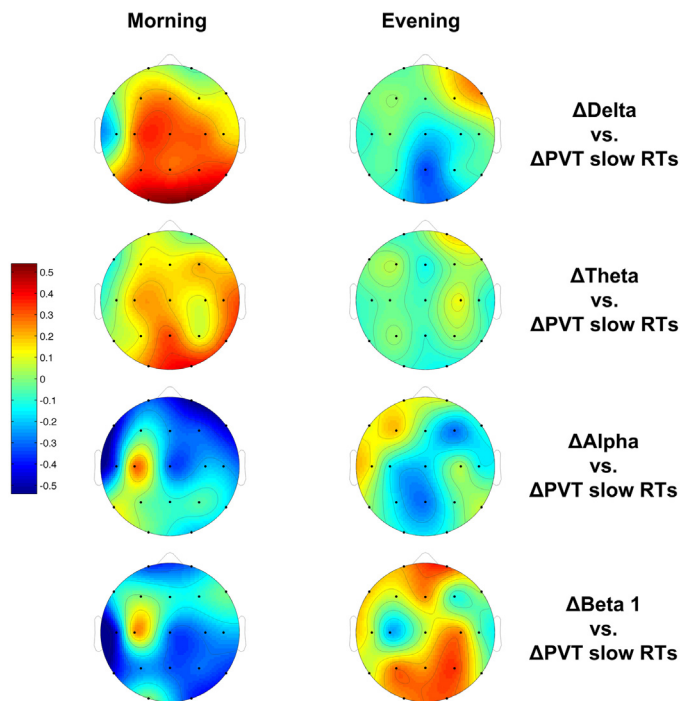 Morning
Evening
ΔDelta
vs.
ΔPVT slow RTs
ΔTheta
vs.
ΔPVT slow RTs
0.5
0.4
0.3
0.2
0.1
0
-0.1
-0.2
-0.3
-0.4
-0.5
ΔAlpha
vs.
ΔPVT slow RTs
ΔBeta 1
vs.
ΔPVT slow RTs